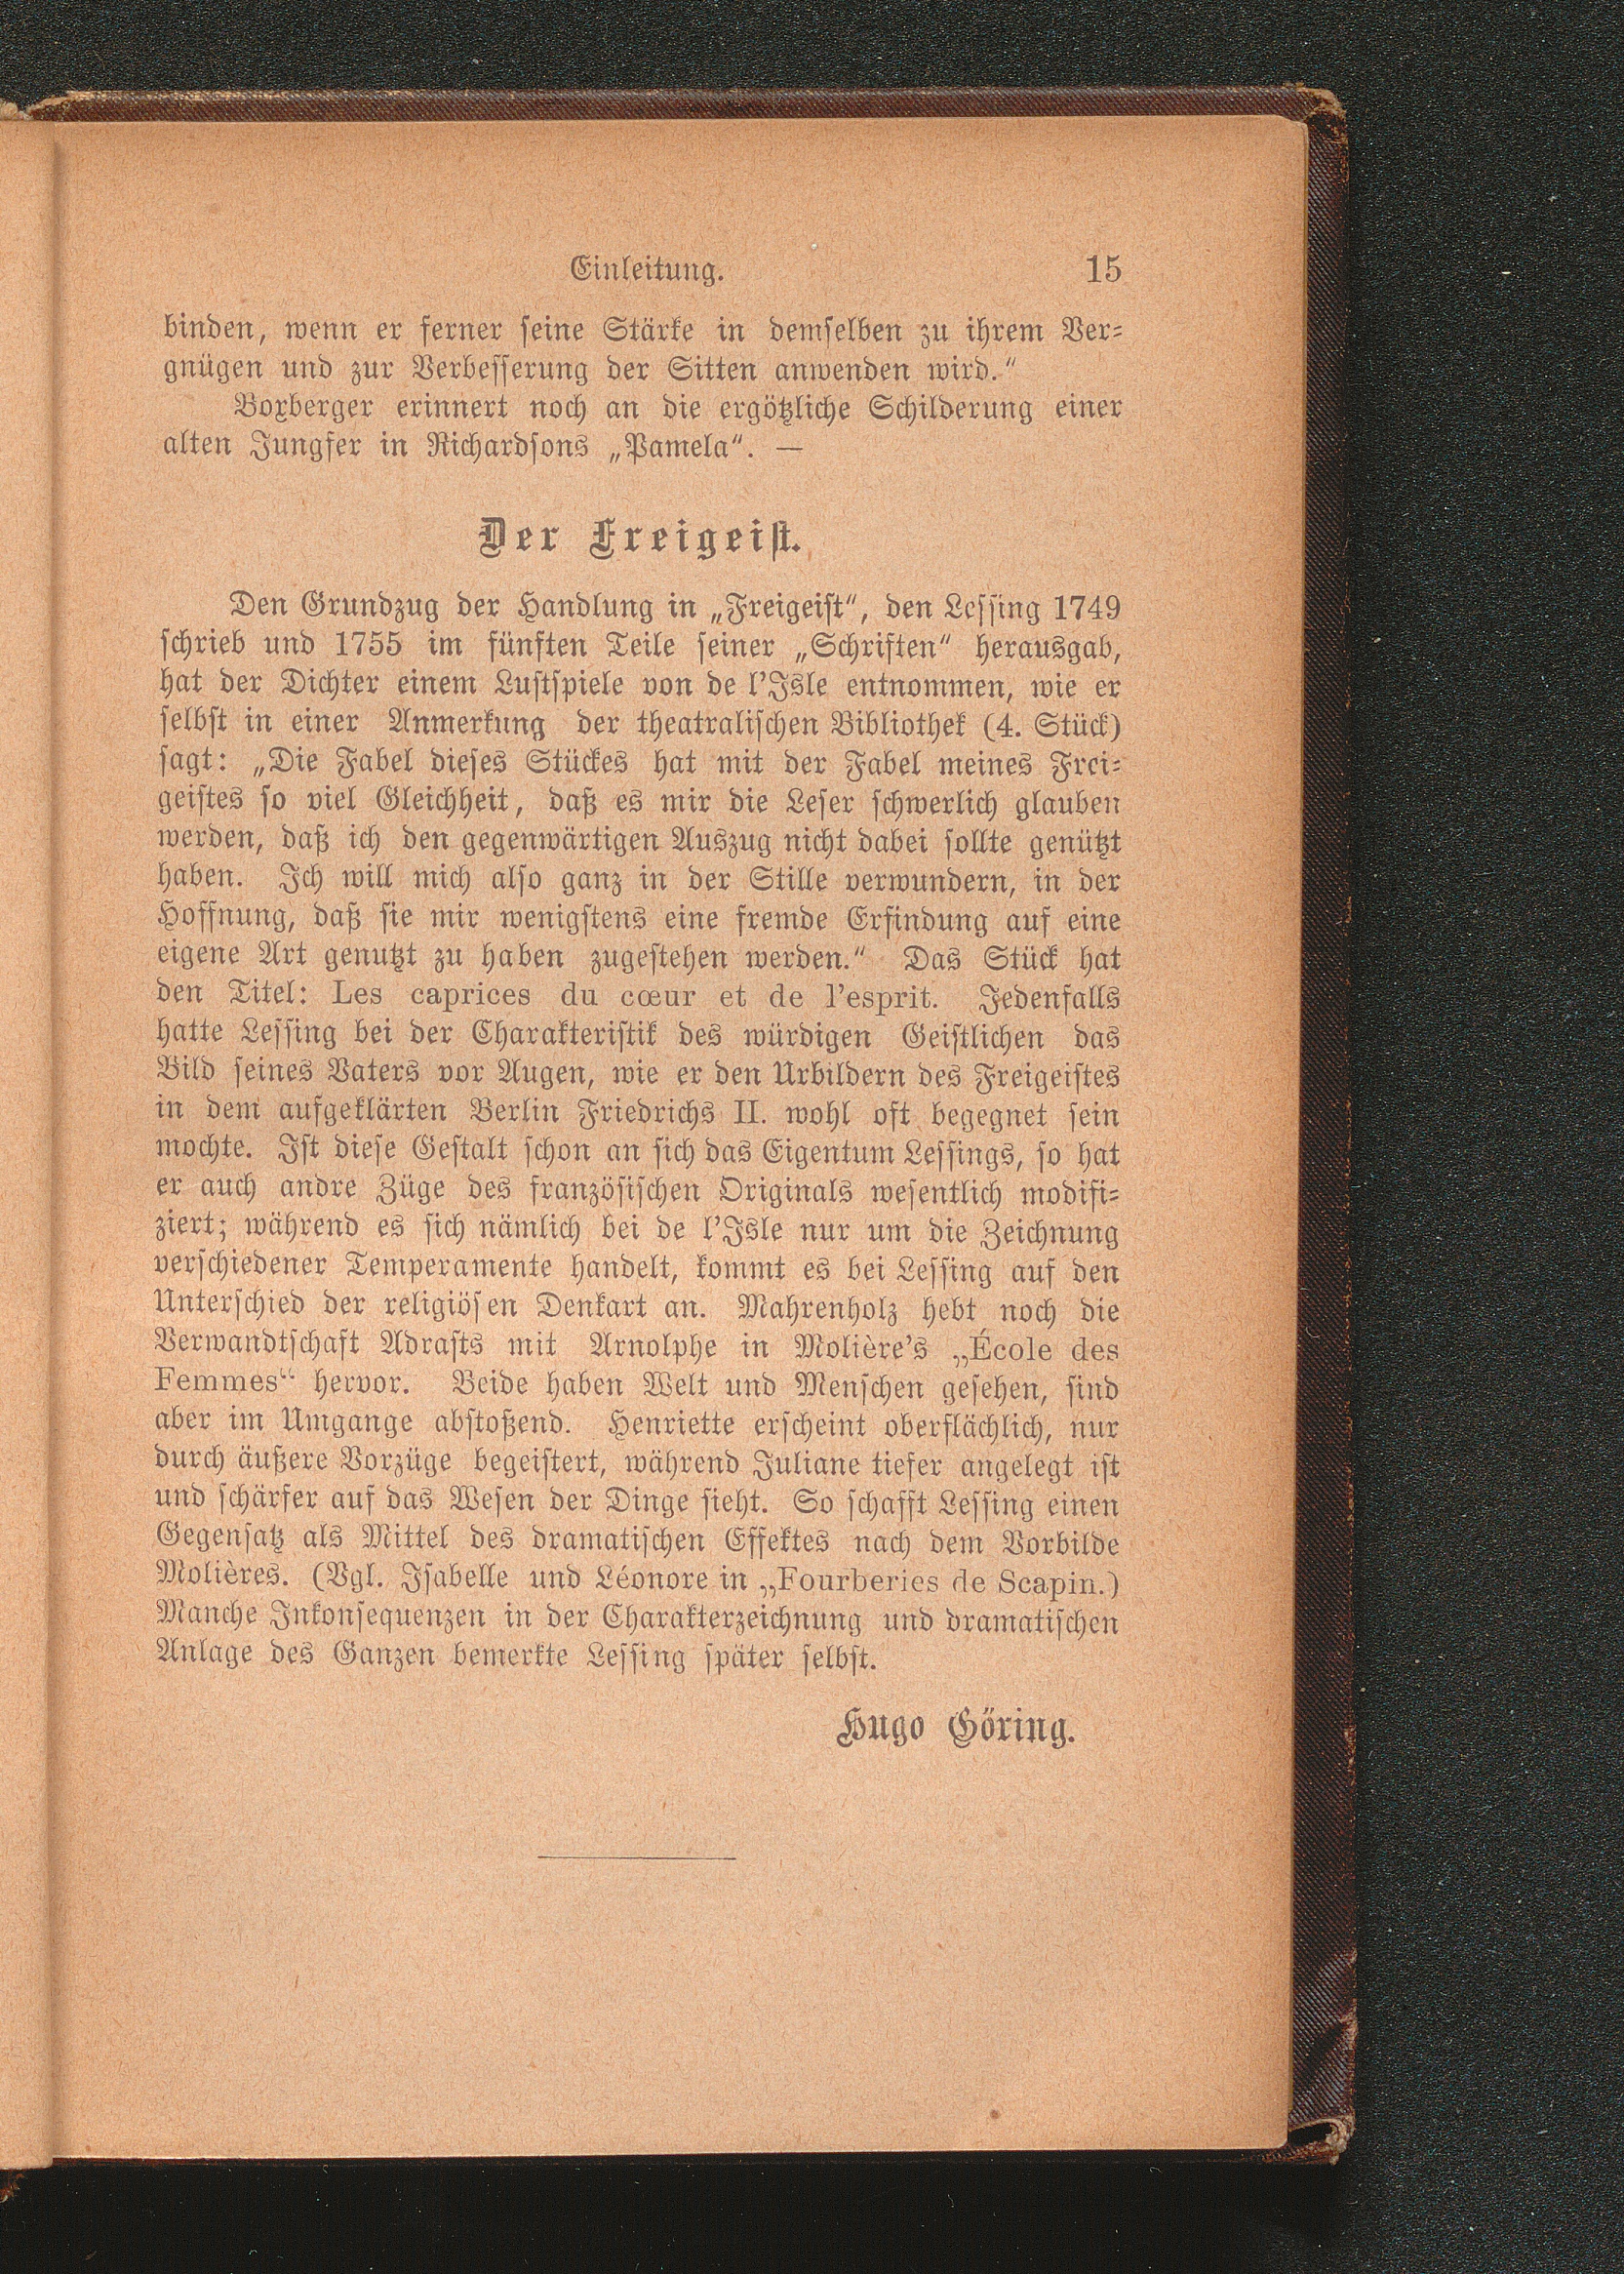 Einleitung. 15
binden, wenn er ferner seine Stärke in demselben zu ihrem Ver-
gnügen und zur Verbesserung der Sitten anwenden wird.“
Boxberger erinnert noch an die ergötzliche Schilderung einer
alten Jungfer in Richardsons „Pamela“. —
Der Freigeist.
Den Grundzug der Handlung in „Freigeist“, den Lessing 1749
schrieb und 1755 im fünften Teile seiner „Schriften“ herausgab,
hat der Dichter einem Lustspiele von de l’Isle entnommen, wie er
selbst in einer Anmerkung der theatralischen Bibliothek (4. Stück)
sagt: „Die Fabel dieses Stückes hat mit der Fabel meines Frei-
geistes so viel Gleichheit, daß es mir die Leser schwerlich glauben
werden, daß ich den gegenwärtigen Auszug nicht dabei sollte genützt
haben. Ich will mich also ganz in der Stille verwundern, in der
Hoffnung, daß sie mir wenigstens eine fremde Erfindung auf eine
eigene Art genutzt zu haben zugestehen werden.“ Das Stück hat
den Titel: Les caprices du cœur et de l’esprit. Jedenfalls
hatte Lessing bei der Charakteristik des würdigen Geistlichen das
Bild seines Vaters vor Augen, wie er den Urbildern des Freigeistes
in dem aufgeklärten Berlin Friedrichs II. wohl oft begegnet sein
mochte. Ist diese Gestalt schon an sich das Eigentum Lessings, so hat
er auch andre Züge des französischen Originals wesentlich modifi-
ziert; während es sich nämlich bei de l’Isle nur um die Zeichnung
verschiedener Temperamente handelt, kommt es bei Lessing auf den
Unterschied der religiösen Denkart an. Mahrenholz hebt noch die
Verwandtschaft Adrasts mit Arnolphe in Molière’s „École des
Femmes“ hervor. Beide haben Welt und Menschen gesehen, sind
aber im Umgange abstoßend. Henriette erscheint oberflächlich, nur
durch äußere Vorzüge begeistert, während Juliane tiefer angelegt ist
und schärfer auf das Wesen der Dinge sieht. So schafft Lessing einen
Gegensatz als Mittel des dramatischen Effektes nach dem Vorbilde
Molières. (Vgl. Isabelle und Léonore in „Fourberies de Scapin.)
Manche Inkonsequenzen in der Charakterzeichnung und dramatischen
Anlage des Ganzen bemerkte Lessing später selbst.
Hugo Göring.